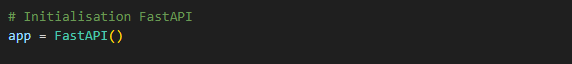 # Initialisation FastAPI
app = FastAPI()